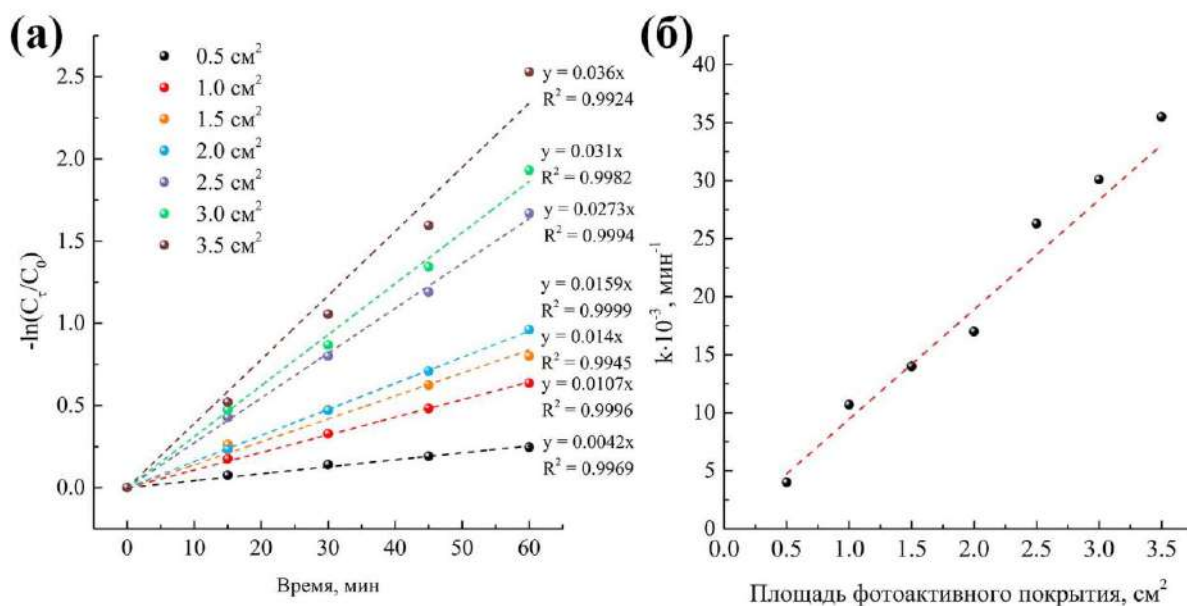 (а)
0.5 см²
1.0 см²
1.5 см²
2.0 см²
2.5 см²
3.0 см²
3.5 см²
y = 0.036x
R² = 0.9924
y = 0.031x
R² = 0.9982
y = 0.0273x
R² = 0.9994
y = 0.0159x
R² = 0.9999
y = 0.014x
R² = 0.9945
y = 0.0107x
R² = 0.9996
y = 0.0042x
R² = 0.9969
-ln(Cτ/C₀)
2.5
2.0
1.5
1.0
0.5
0.0
0 10 20 30 40 50 60
Время, мин
(б)
k·10⁻³, мин⁻¹
40
35
30
25
20
15
10
5
0
0.0 0.5 1.0 1.5 2.0 2.5 3.0 3.5
Площадь фотоактивного покрытия, см²